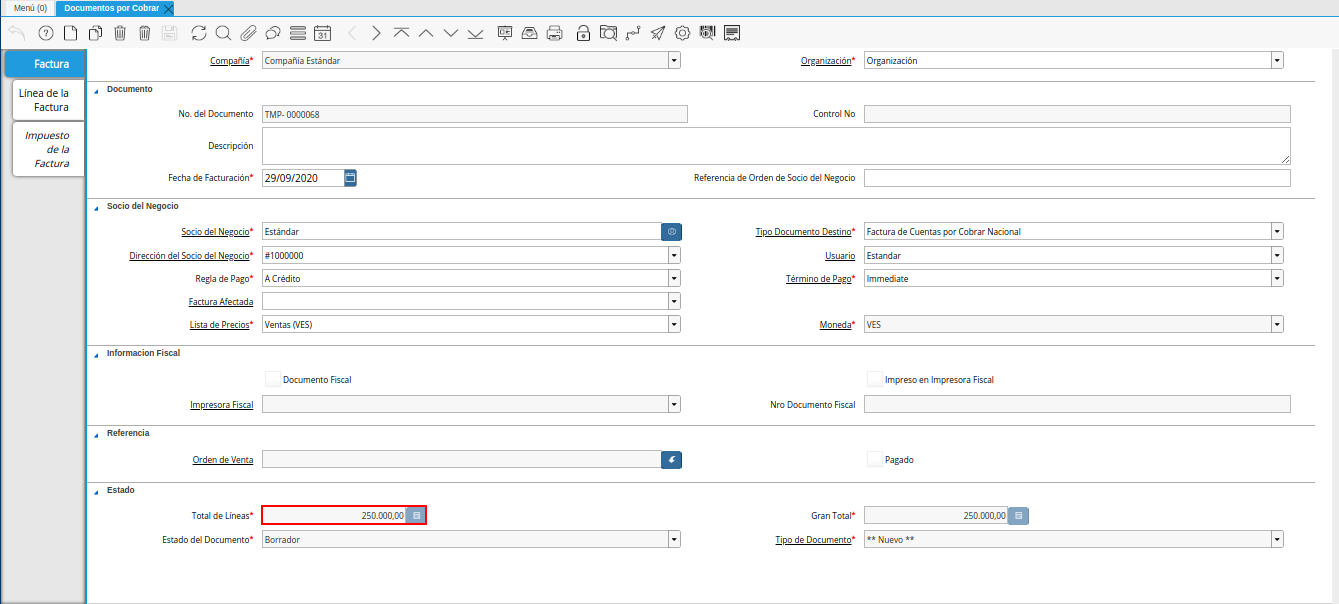 Menú (0) Documentos por Cobrar
31
Factura
Línea de la
Factura
Impuesto
de la
Factura
Compañía* Compañía Estándar Organización* Organización
Documento
No. del Documento TMP- 0000068 Control No
Descripción
Fecha de Facturación* 29/09/2020 Referencia de Orden de Socio del Negocio
Socio del Negocio
Socio del Negocio* Estándar Tipo Documento Destino* Factura de Cuentas por Cobrar Nacional
Dirección del Socio del Negocio* #1000000 Usuario Estandar
Regla de Pago* A Crédito Término de Pago* Immediate
Factura Afectada
Lista de Precios* Ventas (VES) Moneda* VES
Informacion Fiscal
Documento Fiscal Impreso en Impresora Fiscal
Impresora Fiscal Nro Documento Fiscal
Referencia
Orden de Venta Pagado
Estado
Total de Líneas* 250.000,00 Gran Total* 250.000,00
Estado del Documento* Borrador Tipo de Documento* ** Nuevo **